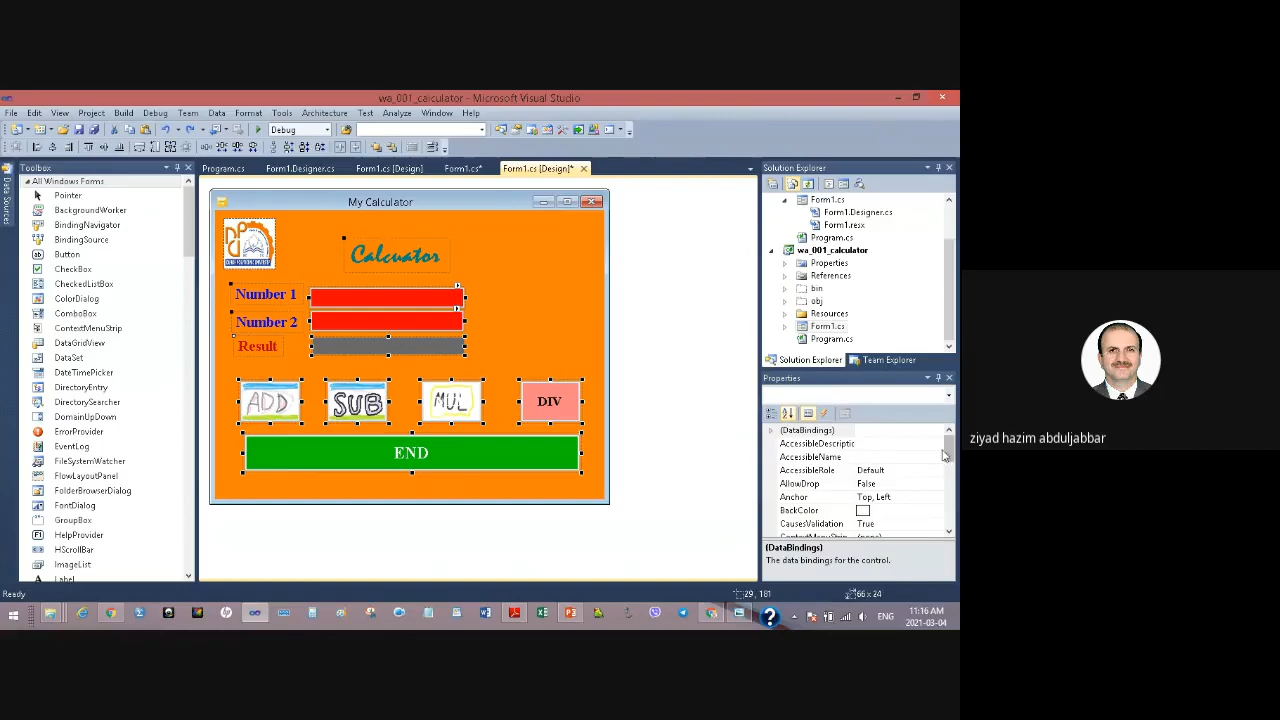 wa_001_calculator - Microsoft Visual Studio
File Edit View Project Build Debug Team Data Format Tools Architecture Test Analyze Window Help
Debug
Toolbox
Program.cs Form1.Designer.cs Form1.cs [Design] Form1.cs* Form1.cs [Design]*
Solution Explorer
Data Sources
All Windows Forms
Pointer
BackgroundWorker
BindingNavigator
BindingSource
Button
CheckBox
CheckedListBox
ColorDialog
ComboBox
ContextMenuStrip
DataGridView
DataSet
DateTimePicker
DirectoryEntry
DirectorySearcher
DomainUpDown
ErrorProvider
EventLog
FileSystemWatcher
FlowLayoutPanel
FolderBrowserDialog
FontDialog
GroupBox
HelpProvider
HScrollBar
ImageList
Label
My Calculator
Calcuator
Number 1
Number 2
Result
ADD SUB MUL DIV
END
Form1.cs
Form1.Designer.cs
Form1.resx
Program.cs
wa_001_calculator
Properties
References
bin
obj
Resources
Form1.cs
Program.cs
Solution Explorer Team Explorer
Properties
(DataBindings)
AccessibleDescriptic
AccessibleName
AccessibleRole Default
AllowDrop False
Anchor Top, Left
BackColor
CausesValidation True
ContextMenuStrip (none)
(DataBindings)
The data bindings for the control.
Ready
29, 181
66 x 24
ENG
11:16 AM
2021-03-04
ziyad hazim abduljabbar